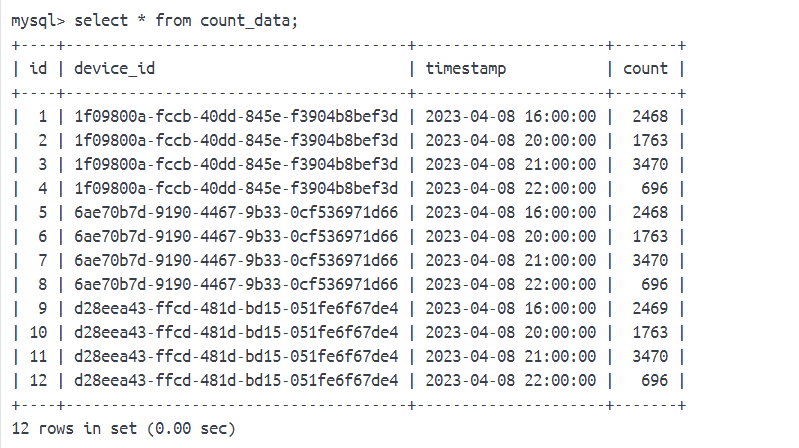 mysql> select * from count_data;
+----+--------------------------------------+---------------------+-------+
| id | device_id                            | timestamp           | count |
+----+--------------------------------------+---------------------+-------+
|  1 | 1f09800a-fccb-40dd-845e-f3904b8bef3d | 2023-04-08 16:00:00 |  2468 |
|  2 | 1f09800a-fccb-40dd-845e-f3904b8bef3d | 2023-04-08 20:00:00 |  1763 |
|  3 | 1f09800a-fccb-40dd-845e-f3904b8bef3d | 2023-04-08 21:00:00 |  3470 |
|  4 | 1f09800a-fccb-40dd-845e-f3904b8bef3d | 2023-04-08 22:00:00 |   696 |
|  5 | 6ae70b7d-9190-4467-9b33-0cf536971d66 | 2023-04-08 16:00:00 |  2468 |
|  6 | 6ae70b7d-9190-4467-9b33-0cf536971d66 | 2023-04-08 20:00:00 |  1763 |
|  7 | 6ae70b7d-9190-4467-9b33-0cf536971d66 | 2023-04-08 21:00:00 |  3470 |
|  8 | 6ae70b7d-9190-4467-9b33-0cf536971d66 | 2023-04-08 22:00:00 |   696 |
|  9 | d28eea43-ffcd-481d-bd15-051fe6f67de4 | 2023-04-08 16:00:00 |  2469 |
| 10 | d28eea43-ffcd-481d-bd15-051fe6f67de4 | 2023-04-08 20:00:00 |  1763 |
| 11 | d28eea43-ffcd-481d-bd15-051fe6f67de4 | 2023-04-08 21:00:00 |  3470 |
| 12 | d28eea43-ffcd-481d-bd15-051fe6f67de4 | 2023-04-08 22:00:00 |   696 |
+----+--------------------------------------+---------------------+-------+
12 rows in set (0.00 sec)